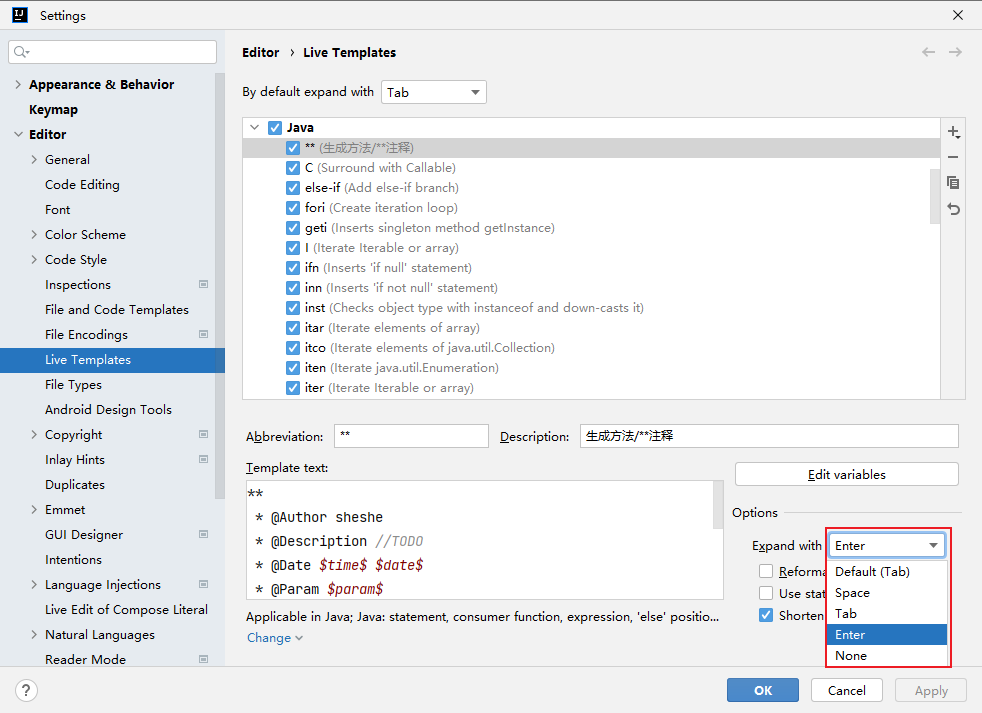 Settings
Editor › Live Templates
By default expand with Tab
Appearance & Behavior
Keymap
Editor
General
Code Editing
Font
Color Scheme
Code Style
Inspections
File and Code Templates
File Encodings
Live Templates
File Types
Android Design Tools
Copyright
Inlay Hints
Duplicates
Emmet
GUI Designer
Intentions
Language Injections
Live Edit of Compose Literal
Natural Languages
Reader Mode
Java
** (生成方法/**注释)
C (Surround with Callable)
else-if (Add else-if branch)
fori (Create iteration loop)
geti (Inserts singleton method getInstance)
I (Iterate Iterable or array)
ifn (Inserts 'if null' statement)
inn (Inserts 'if not null' statement)
inst (Checks object type with instanceof and down-casts it)
itar (Iterate elements of array)
itco (Iterate elements of java.util.Collection)
iten (Iterate java.util.Enumeration)
iter (Iterate Iterable or array)
Abbreviation: ** Description: 生成方法/**注释
Template text:
**
* @Author sheshe
* @Description //TODO
* @Date $time$ $date$
* @Param $param$
Applicable in Java; Java: statement, consumer function, expression, 'else' positio...
Change
Edit variables
Options
Expand with Enter
Reforma
Use stat
Shorten
Default (Tab)
Space
Tab
Enter
None
?
OK Cancel Apply